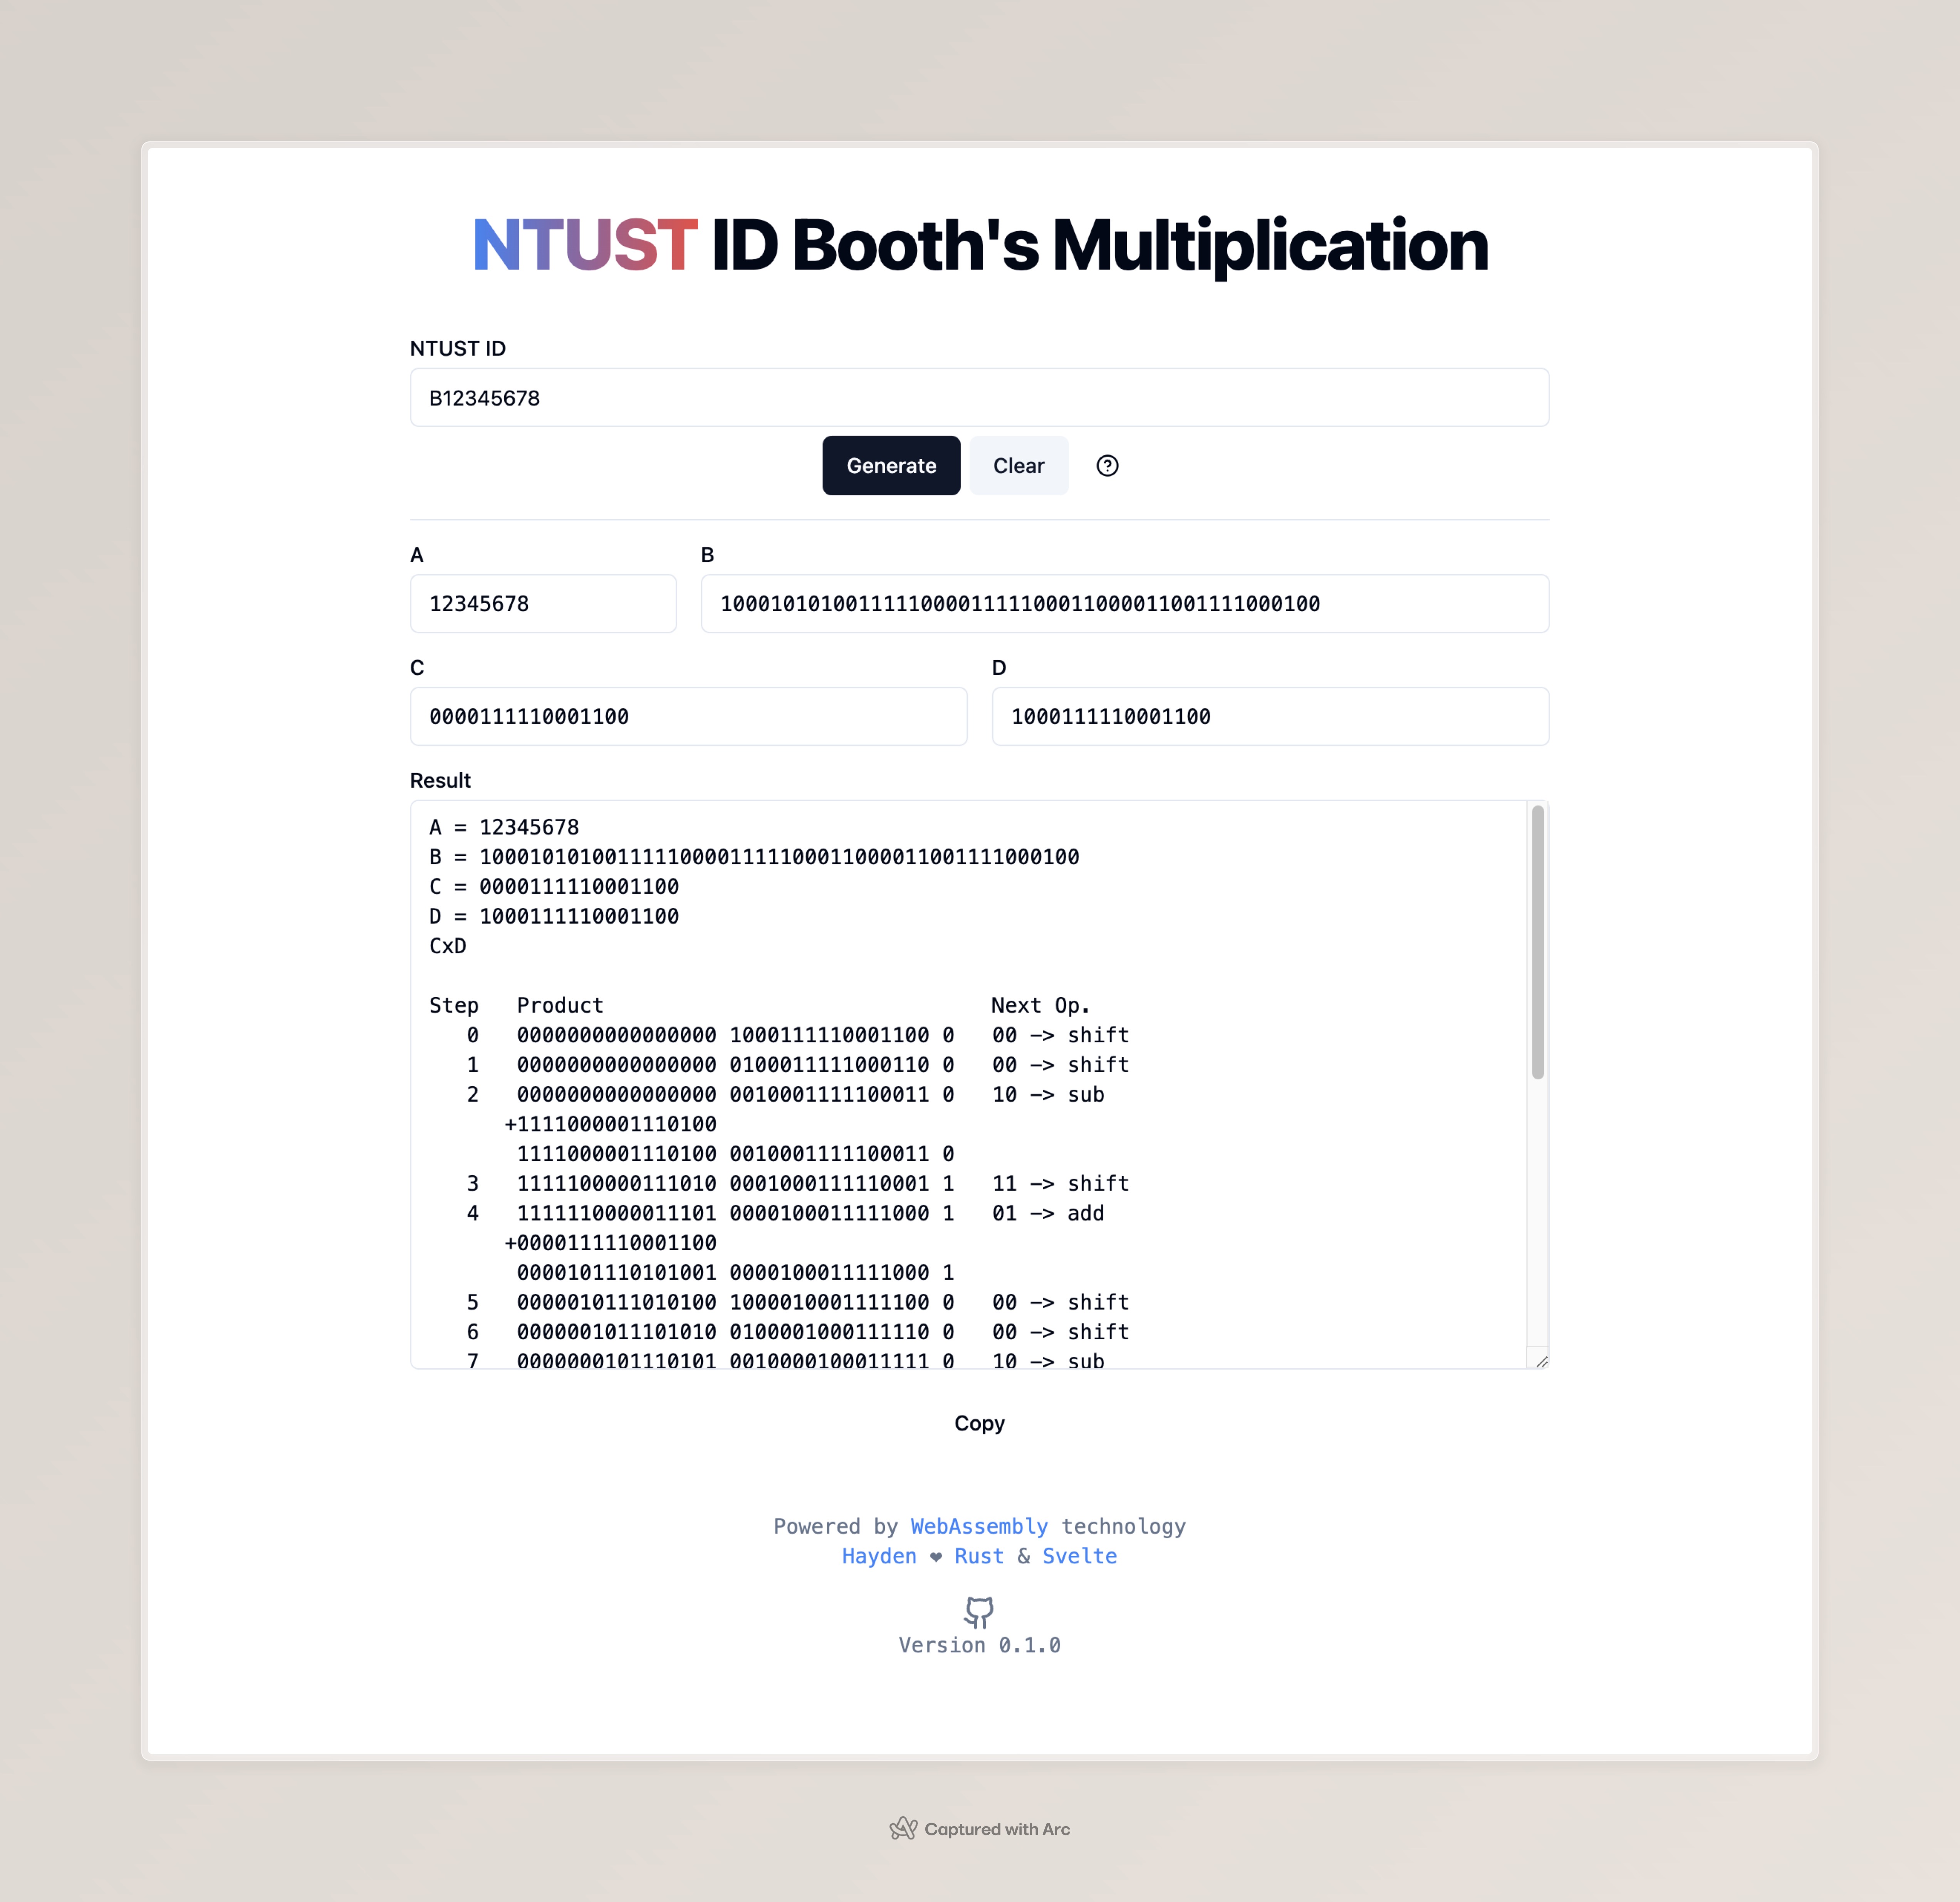 NTUST ID Booth's Multiplication
NTUST ID
B12345678
Generate Clear
A B
12345678 1000101010011111100001111100011000011001111000100
C D
0000111110001100 1000111110001100
Result
A = 12345678
B = 1000101010011111100001111100011000011001111000100
C = 0000111110001100
D = 1000111110001100
CxD
Step Product Next Op.
0 0000000000000000 1000111110001100 0 00 –> shift
1 0000000000000000 0100011111000110 0 00 –> shift
2 0000000000000000 0010001111100011 0 10 –> sub
+1111000001110100
1111000001110100 0010001111100011 0
3 1111100000111010 0001000111110001 1 11 –> shift
4 1111110000011101 0000100011111000 1 01 –> add
+0000111110001100
0000101110101001 0000100011111000 1
5 0000010111010100 1000010001111100 0 00 –> shift
6 0000001011101010 0100001000111110 0 00 –> shift
7 0000000101110101 0010000100011111 0 10 –> sub
Copy
Powered by WebAssembly technology
Hayden ❤ Rust & Svelte
Version 0.1.0
Captured with Arc